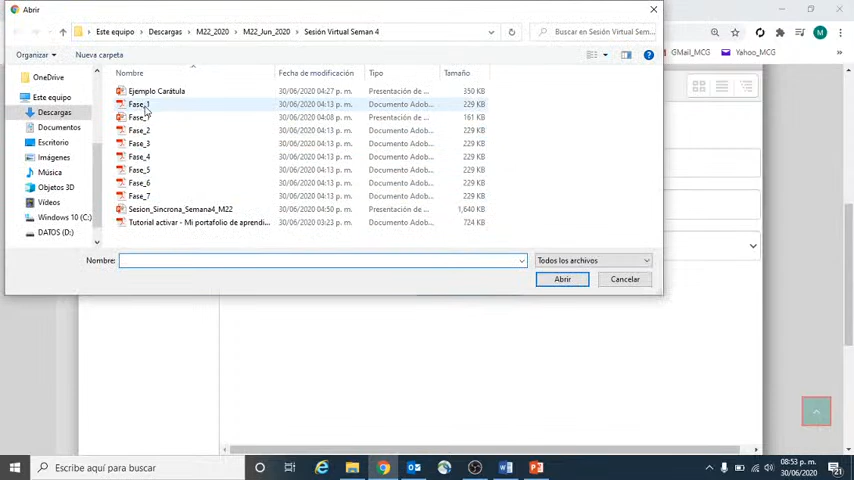 Abrir
Este equipo > Descargas > M22_2020 > M22_Jun_2020 > Sesión Virtual Seman 4
Buscar en Sesión Virtual Sem...
Organizar
Nueva carpeta
GMail_MCG
Yahoo_MCG
M
Nombre
Fecha de modificación
Tipo
Tamaño
OneDrive
Este equipo
Descargas
Documentos
Escritorio
Imágenes
Música
Objetos 3D
Vídeos
Windows 10 (C:)
DATOS (D:)
Ejemplo Carátula 30/06/2020 04:27 p. m. Presentación de ... 350 KB
Fase_1 30/06/2020 04:13 p. m. Documento Adob... 229 KB
Fase_1 30/06/2020 04:08 p. m. Presentación de ... 161 KB
Fase_2 30/06/2020 04:13 p. m. Documento Adob... 229 KB
Fase_3 30/06/2020 04:13 p. m. Documento Adob... 229 KB
Fase_4 30/06/2020 04:13 p. m. Documento Adob... 229 KB
Fase_5 30/06/2020 04:13 p. m. Documento Adob... 229 KB
Fase_6 30/06/2020 04:13 p. m. Documento Adob... 229 KB
Fase_7 30/06/2020 04:13 p. m. Documento Adob... 229 KB
Sesion_Sincrona_Semana4_M22 30/06/2020 04:50 p. m. Presentación de ... 1,640 KB
Tutorial activar - Mi portafolio de aprendi... 30/06/2020 03:23 p. m. Documento Adob... 724 KB
Nombre:
Todos los archivos
Abrir
Cancelar
Escribe aquí para buscar
08:53 p. m.
30/06/2020
21